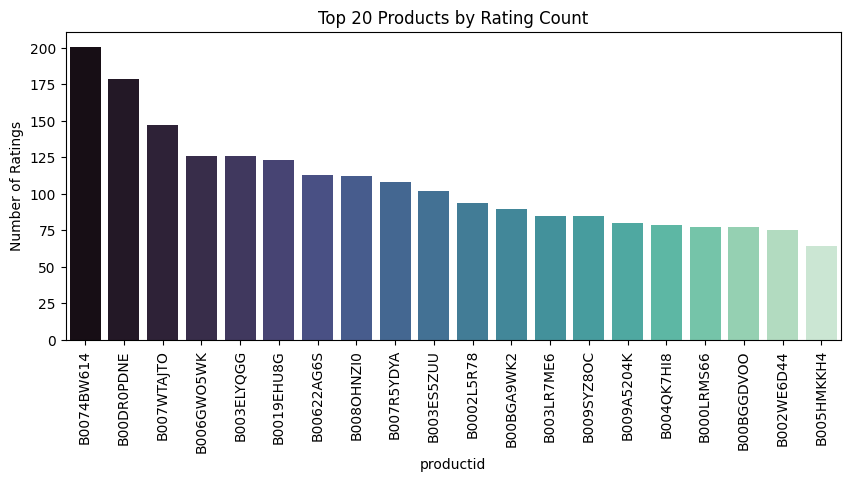 Top 20 Products by Rating Count
Number of Ratings
200
175
150
125
100
75
50
25
0
B0074BW614
B00DR0PDNE
B007WTAJTO
B006GWO5WK
B003ELYQGG
B0019EHU8G
B00622AG6S
B008OHNZI0
B007R5YDYA
B003ES5ZUU
B0002L5R78
B00BGA9WK2
B003LR7ME6
B009SYZ8OC
B009A5204K
B004QK7HI8
B000LRMS66
B00BGGDVOO
B002WE6D44
B005HMKKH4
productid